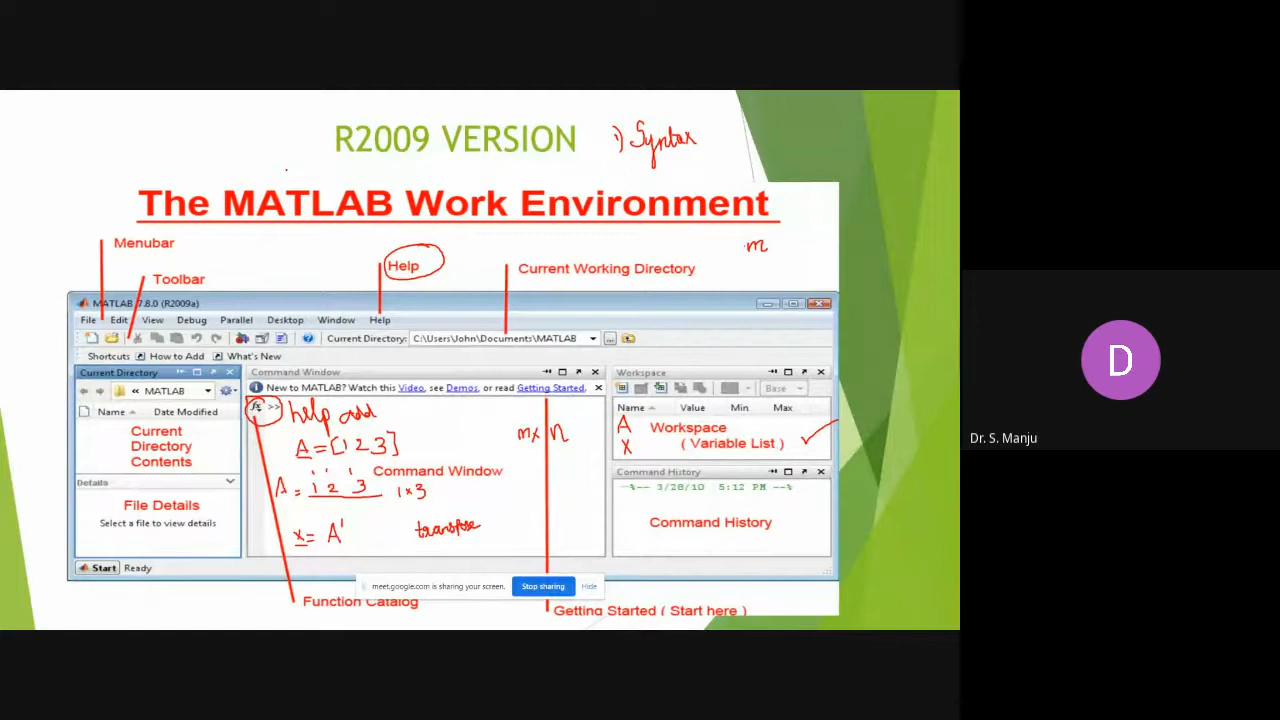 R2009 VERSION
1) Syntax
The MATLAB Work Environment
m
Menubar
Help
Toolbar
Current Working Directory
MATLAB 7.8.0 (R2009a)
File Edit View Debug Parallel Desktop Window Help
Current Directory: C:\Users\John\Documents\MATLAB ...
Shortcuts How to Add What's New
Current Directory
« MATLAB
Name Date Modified
Current
Directory
Contents
Details
File Details
Select a file to view details
Command Window
New to MATLAB? Watch this Video, see Demos, or read Getting Started.
fx >> help add
A = [1 2 3]
m x n
Command Window
A = 1 2 3 1x3
x = A' transpose
Workspace
Base
Name Value Min Max
A
X
Workspace
( Variable List )
Command History
--%-- 3/28/10 5:12 PM --%
Command History
Start Ready
meet.google.com is sharing your screen. Stop sharing Hide
Function Catalog
Getting Started ( Start here )
D
Dr. S. Manju